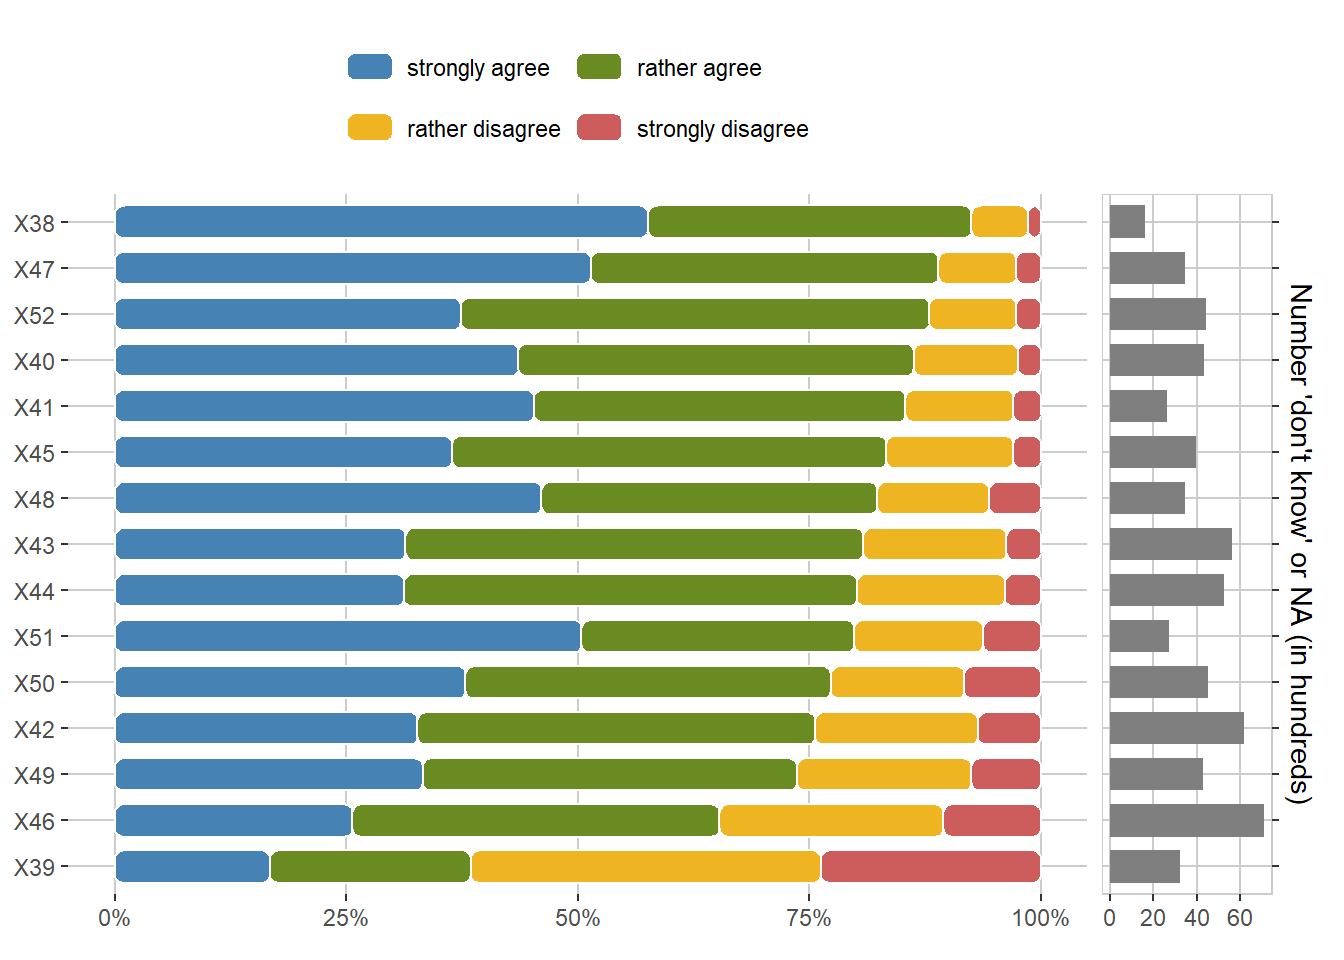 strongly agree rather agree
rather disagree strongly disagree
X38
X47
X52
X40
X41
X45
X48
X43
X44
X51
X50
X42
X49
X46
X39
0% 25% 50% 75% 100%
0 20 40 60
Number 'don't know' or NA (in hundreds)